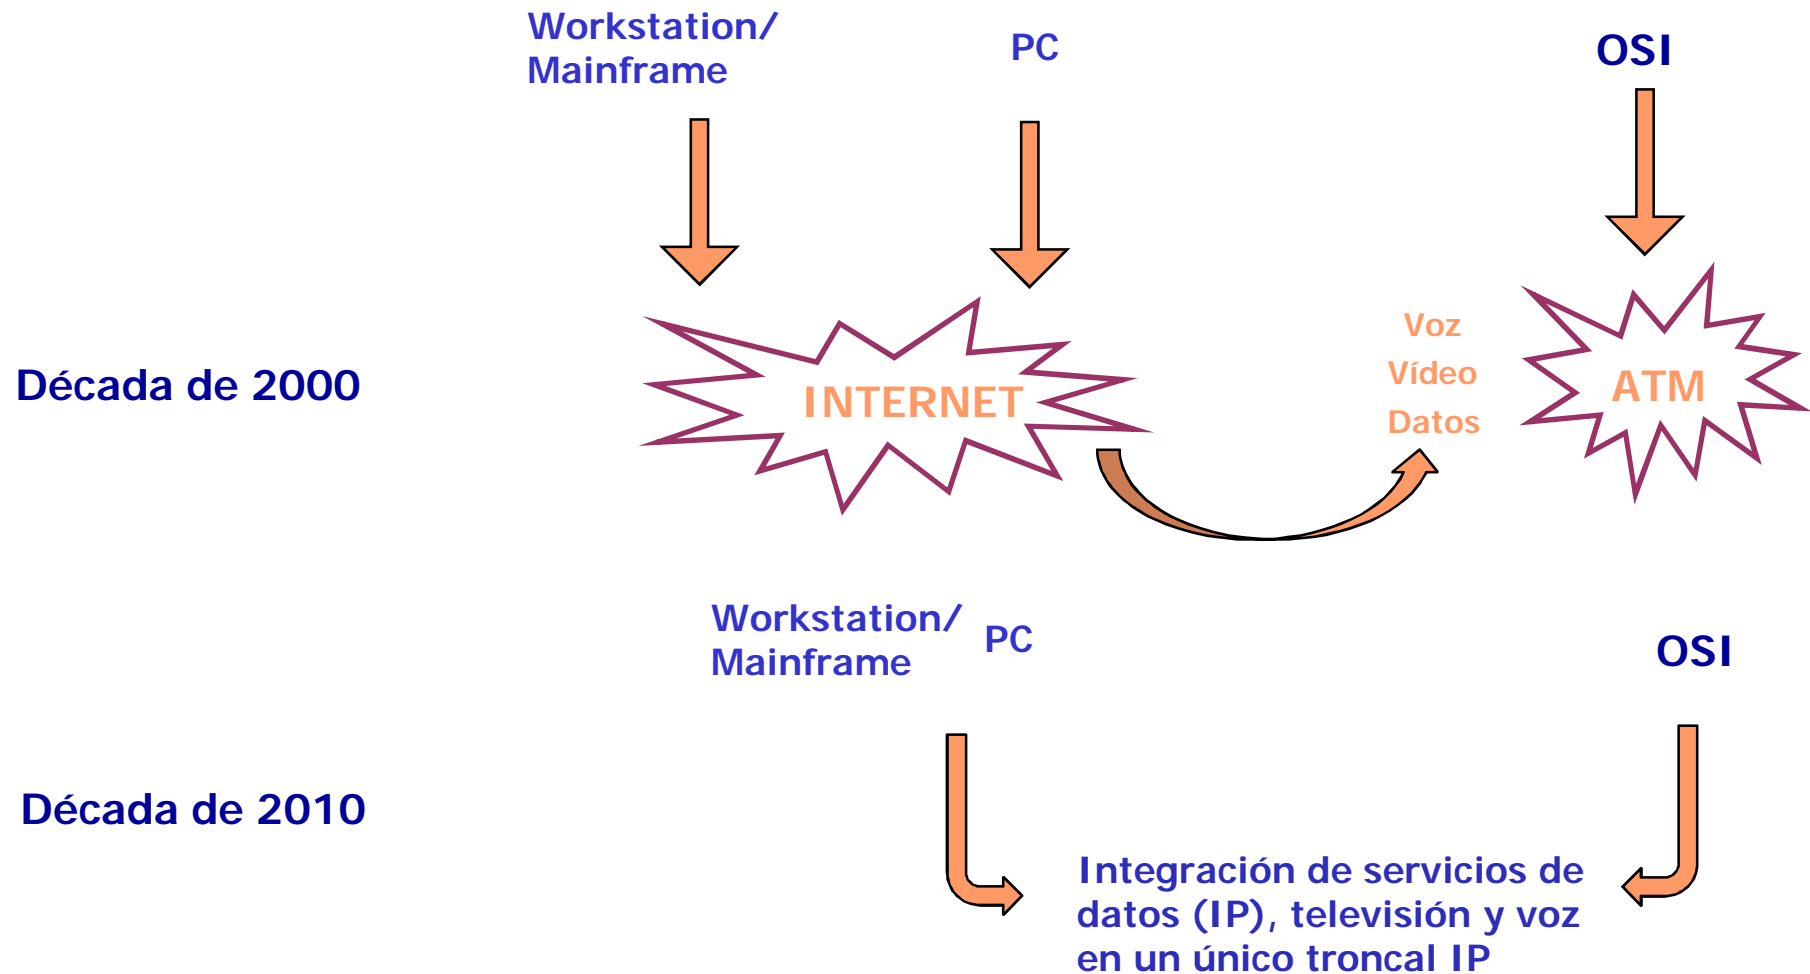 Workstation/
Mainframe
PC
OSI
Década de 2000
INTERNET
Voz
Vídeo
Datos
ATM
Workstation/
Mainframe
PC
OSI
Década de 2010
Integración de servicios de
datos (IP), televisión y voz
en un único troncal IP